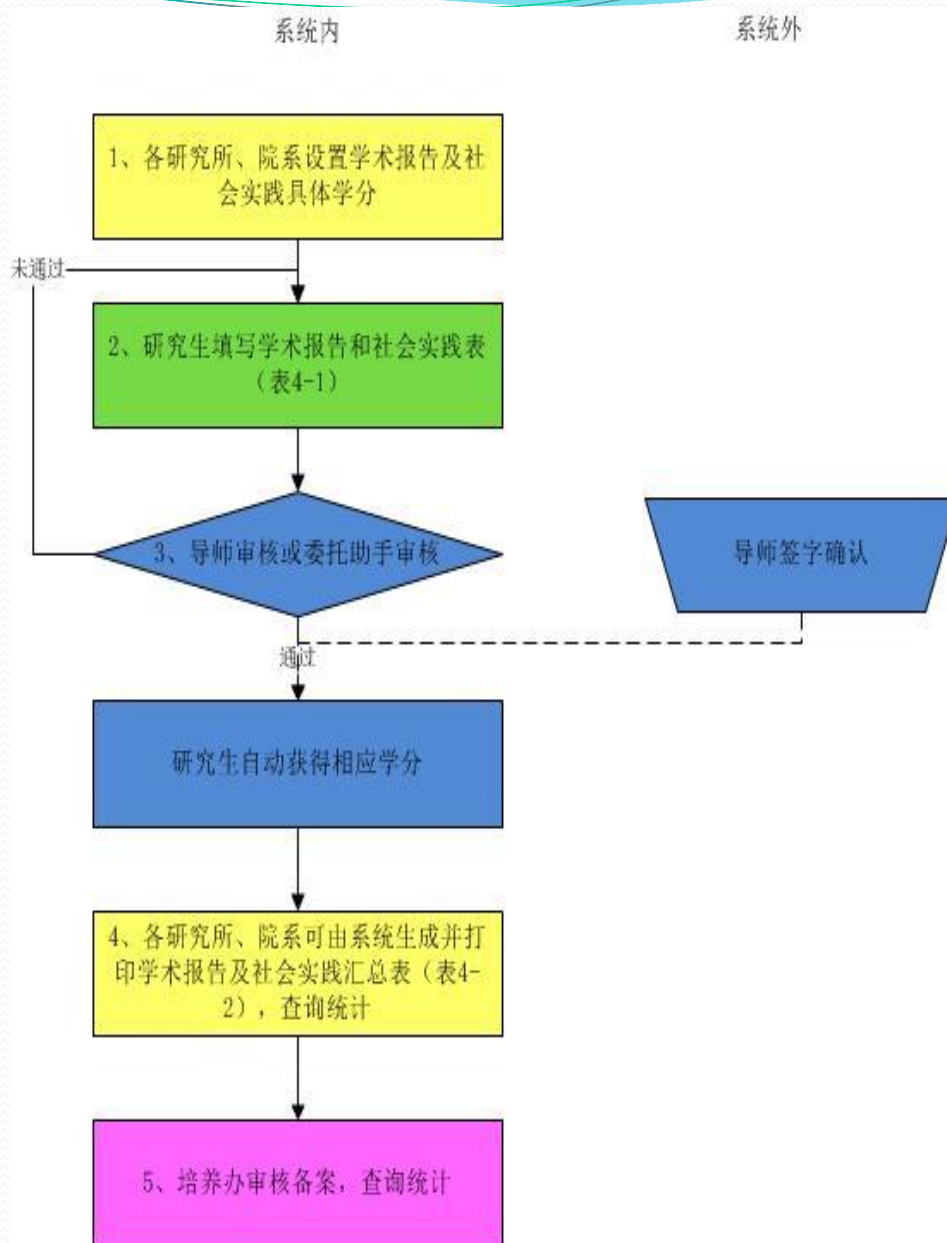 系统内
系统外
1、各研究所、院系设置学术报告及社
会实践具体学分
未通过
2、研究生填写学术报告和社会实践表
（表4-1）
3、导师审核或委托助手审核
导师签字确认
通过
研究生自动获得相应学分
4、各研究所、院系可由系统生成并打
印学术报告及社会实践汇总表（表4-
2），查询统计
5、培养办审核备案，查询统计